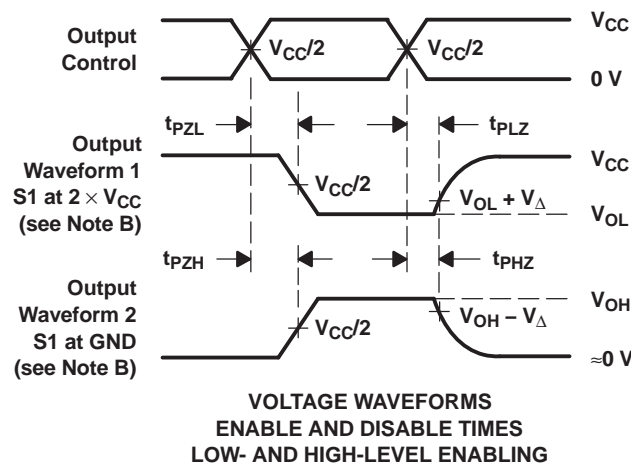 Output
Control
V_CC/2
V_CC/2
V_CC
0 V
t_PZL
t_PLZ
Output
Waveform 1
S1 at 2 × V_CC
(see Note B)
V_CC/2
V_OL + V_Δ
V_CC
V_OL
t_PZH
t_PHZ
Output
Waveform 2
S1 at GND
(see Note B)
V_CC/2
V_OH − V_Δ
V_OH
≈0 V
VOLTAGE WAVEFORMS
ENABLE AND DISABLE TIMES
LOW- AND HIGH-LEVEL ENABLING